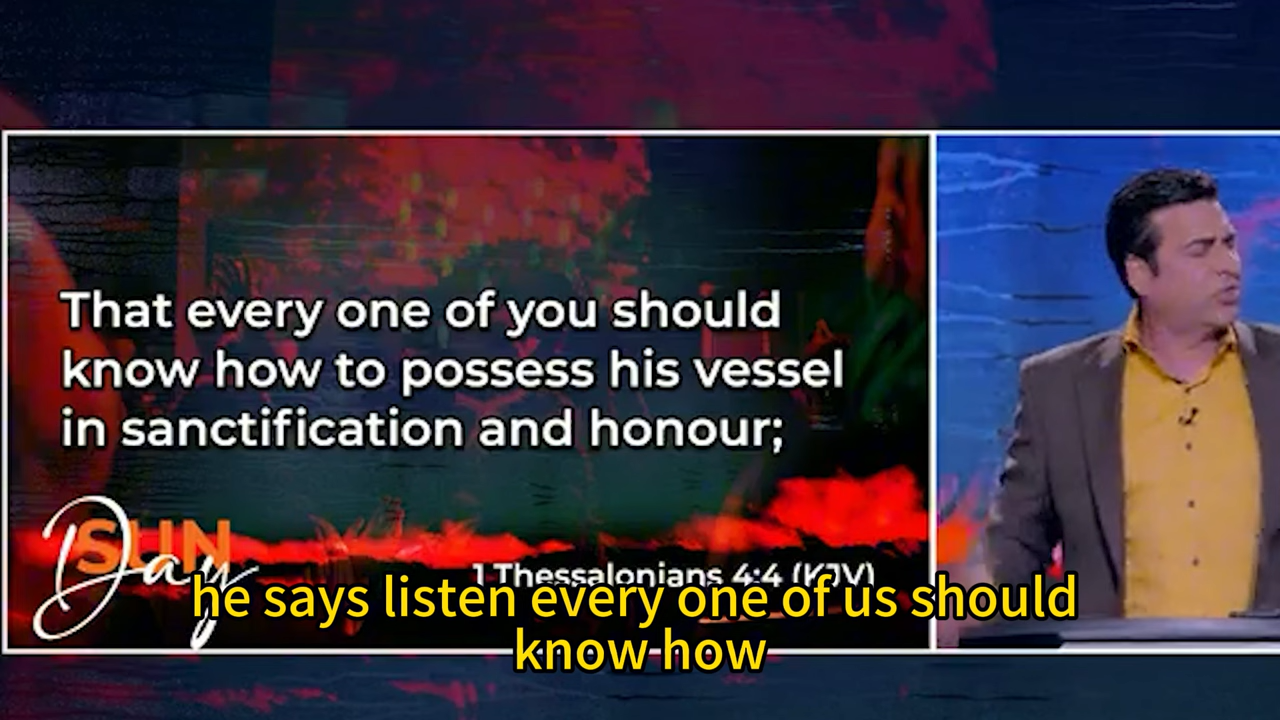 That every one of you should
know how to possess his vessel
in sanctification and honour;
SUN
Day
1 Thessalonians 4:4 (KJV)
he says listen every one of us should
know how